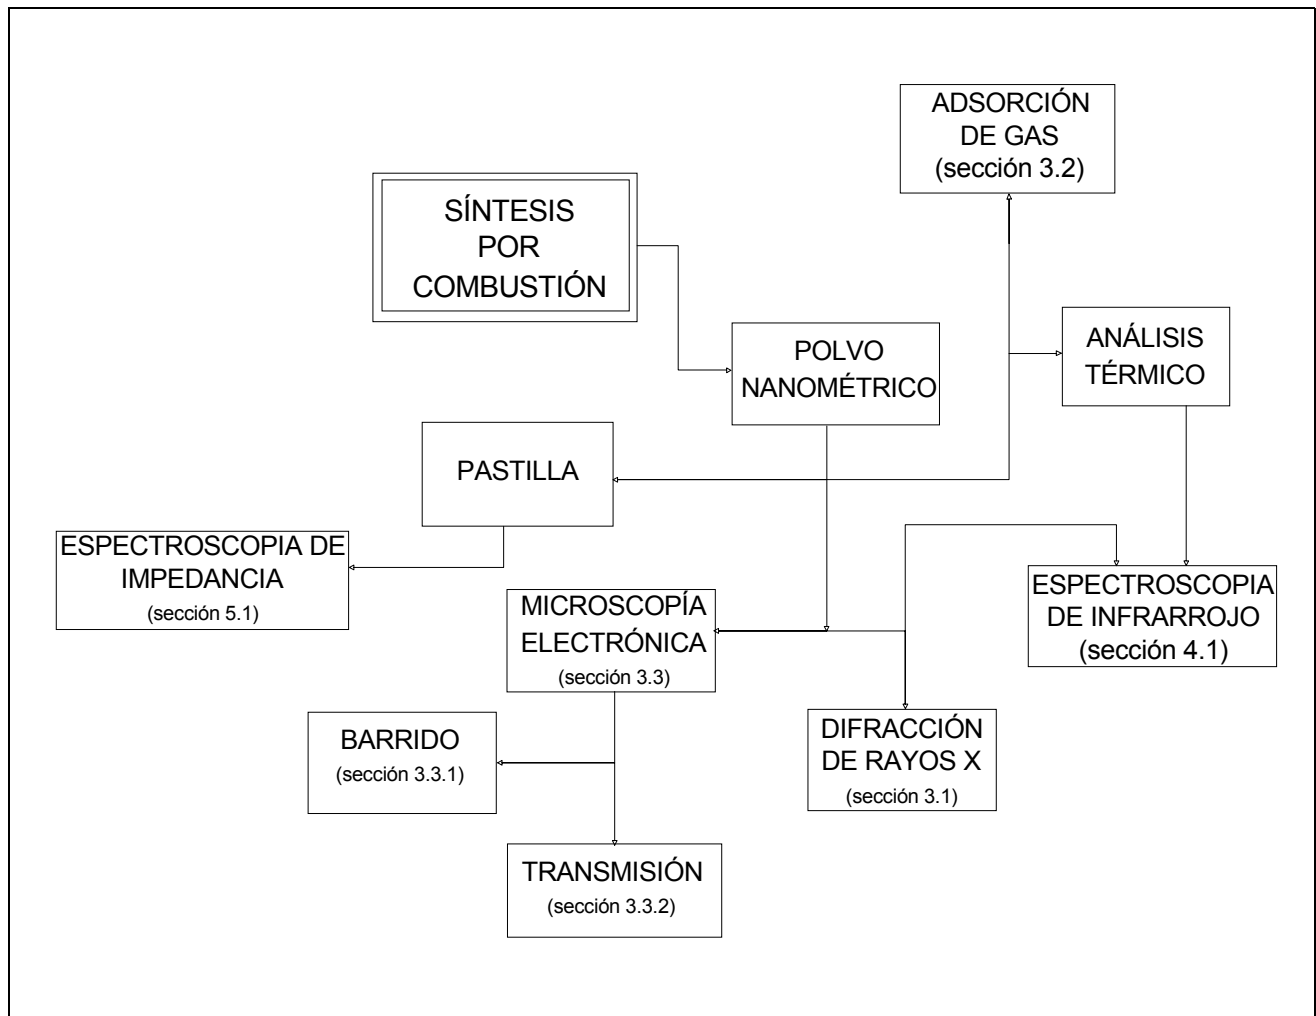 ADSORCIÓN
DE GAS
(sección 3.2)
SÍNTESIS
POR
COMBUSTIÓN
POLVO
NANOMÉTRICO
ANÁLISIS
TÉRMICO
PASTILLA
ESPECTROSCOPIA DE
IMPEDANCIA
(sección 5.1)
MICROSCOPÍA
ELECTRÓNICA
(sección 3.3)
ESPECTROSCOPIA
DE INFRARROJO
(sección 4.1)
BARRIDO
(sección 3.3.1)
DIFRACCIÓN
DE RAYOS X
(sección 3.1)
TRANSMISIÓN
(sección 3.3.2)